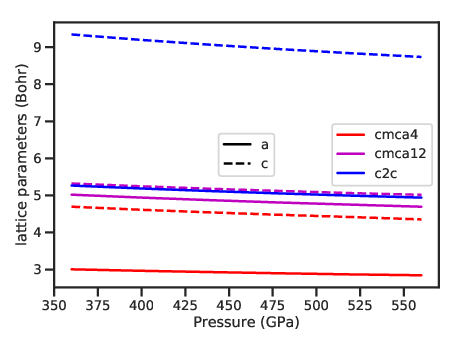 9
8
7
6
5
4
3
lattice parameters (Bohr)
a
c
cmca4
cmca12
c2c
350 375 400 425 450 475 500 525 550
Pressure (GPa)